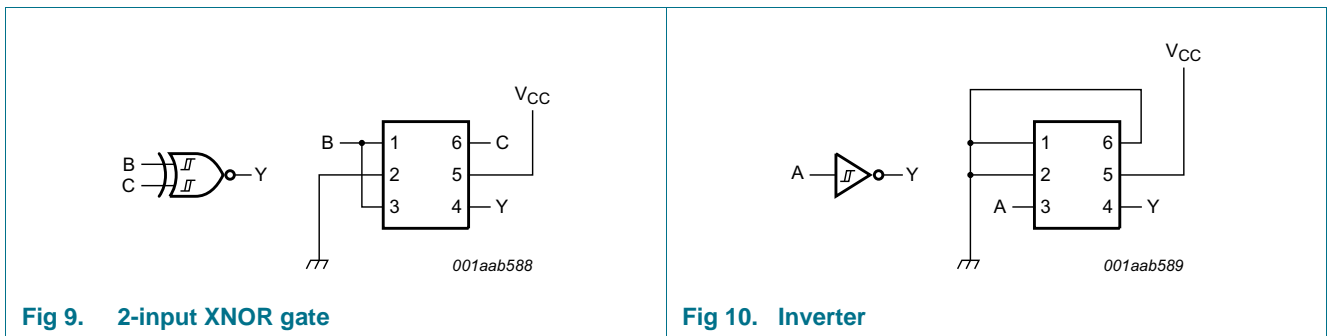 VCC
B 1 6 C
B
C
Y
2 5
3 4 Y
001aab588
Fig 9. 2-input XNOR gate
VCC
1 6
A Y
2 5
A 3 4 Y
001aab589
Fig 10. Inverter